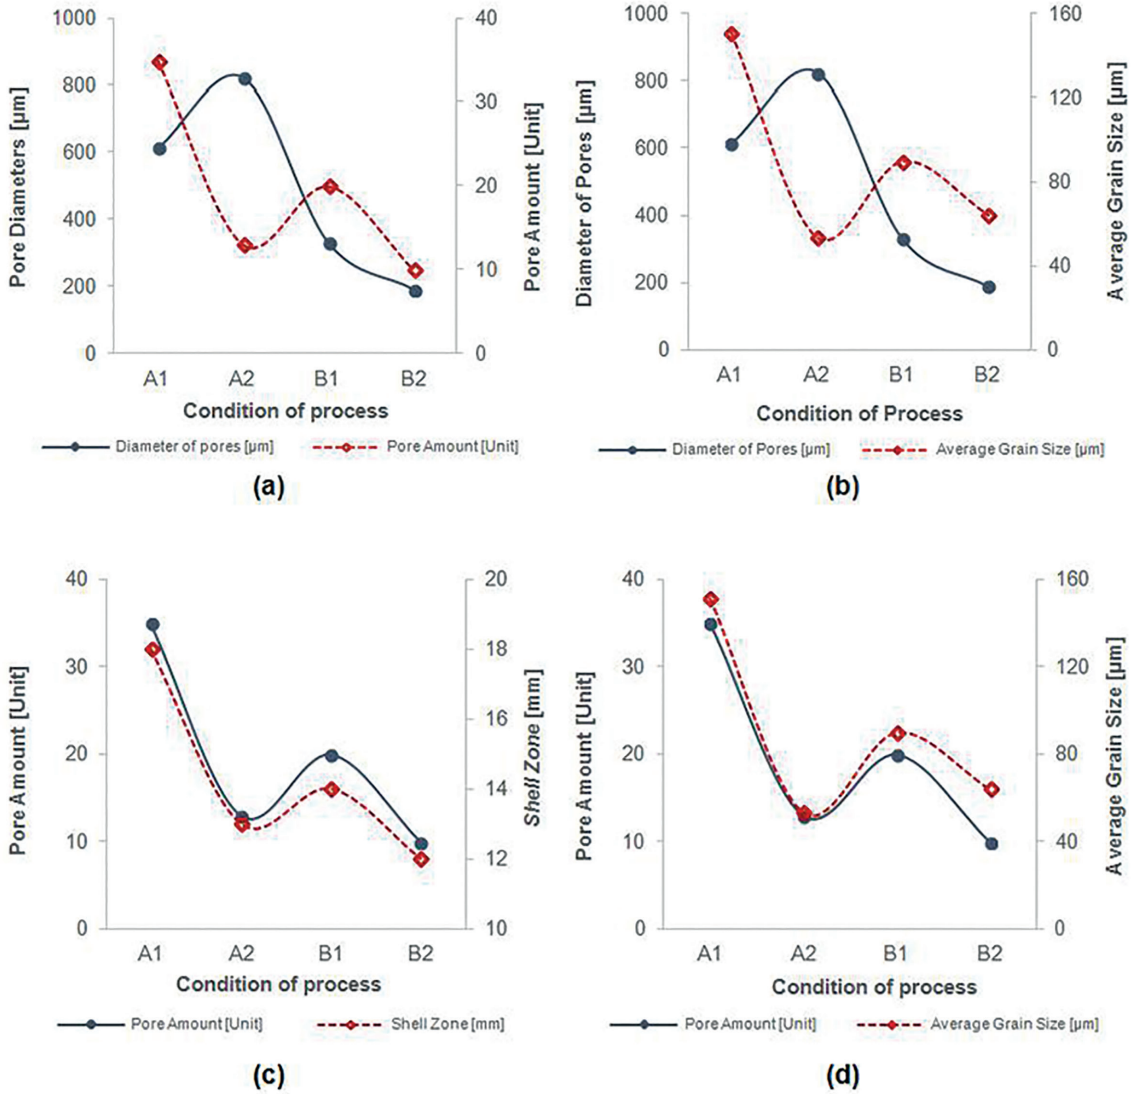 Pore Diameters [µm]
1000
800
600
400
200
0
40
30
20
10
0
Pore Amount [Unit]
A1 A2 B1 B2
Condition of process
Diameter of pores [µm] Pore Amount [Unit]
(a)
Diameter of Pores [µm]
1000
800
600
400
200
0
160
120
80
40
0
Average Grain Size [µm]
A1 A2 B1 B2
Condition of Process
Diameter of Pores [µm] Average Grain Size [µm]
(b)
Pore Amount [Unit]
40
30
20
10
0
20
18
16
14
12
10
Shell Zone [mm]
A1 A2 B1 B2
Condition of process
Pore Amount [Unit] Shell Zone [mm]
(c)
Pore Amount [Unit]
40
30
20
10
0
160
120
80
40
0
Average Grain Size [µm]
A1 A2 B1 B2
Condition of process
Pore Amount [Unit] Average Grain Size [µm]
(d)